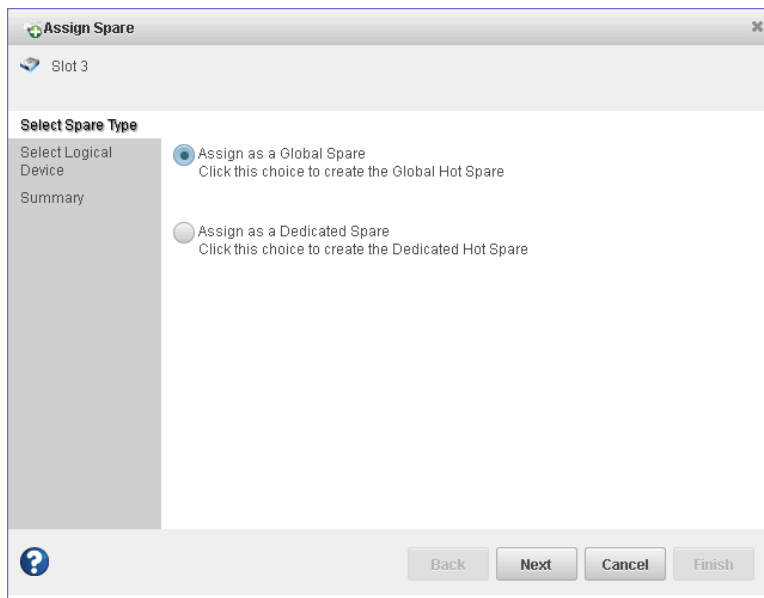 Assign Spare
Slot 3
Select Spare Type
Select Logical
Device
Summary
Assign as a Global Spare
Click this choice to create the Global Hot Spare
Assign as a Dedicated Spare
Click this choice to create the Dedicated Hot Spare
?
Back
Next
Cancel
Finish